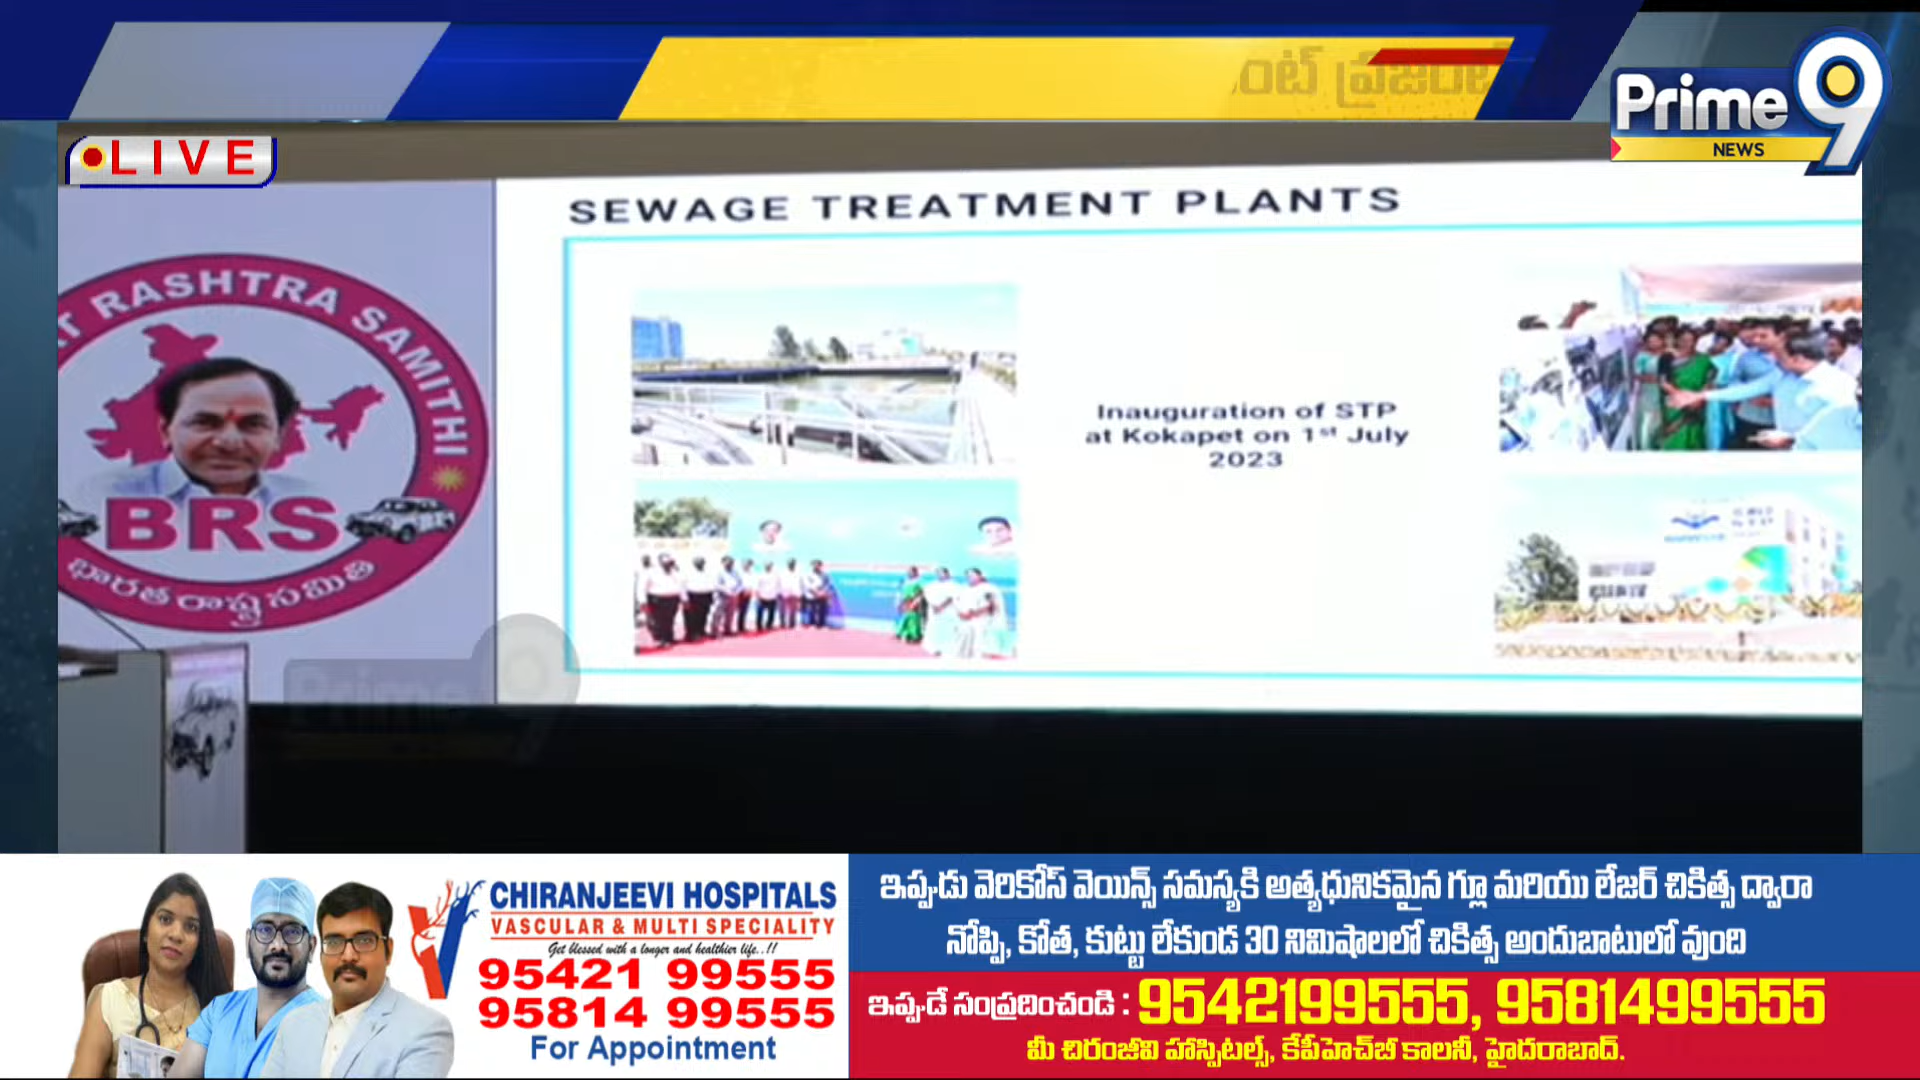 Prime9
NEWS
LIVE
SEWAGE TREATMENT PLANTS
RASHTRA SAMITHI
BRS
భారత రాష్ట్ర సమితి
Inauguration of STP
at Kokapet on 1st July
2023
Prime9
CHIRANJEEVI HOSPITALS
VASCULAR & MULTI SPECIALITY
Get blessed with a longer and healthier life..!!
95421 99555
95814 99555
For Appointment
ఇప్పుడు వెరికోస్ వెయిన్స్ సమస్యకి అత్యధునికమైన గ్లూ మరియు లేజర్ చికిత్స ద్వారా
నోప్పి, కోత, కుట్టు లేకుండ 30 నిమిషాలలో చికిత్స అందుబాటులో వుంది
ఇప్పుడే సంప్రదించండి : 9542199555, 9581499555
మీ చిరంజీవి హాస్పిటల్స్, కేపీహెచ్‌బీ కాలనీ, హైదరాబాద్.